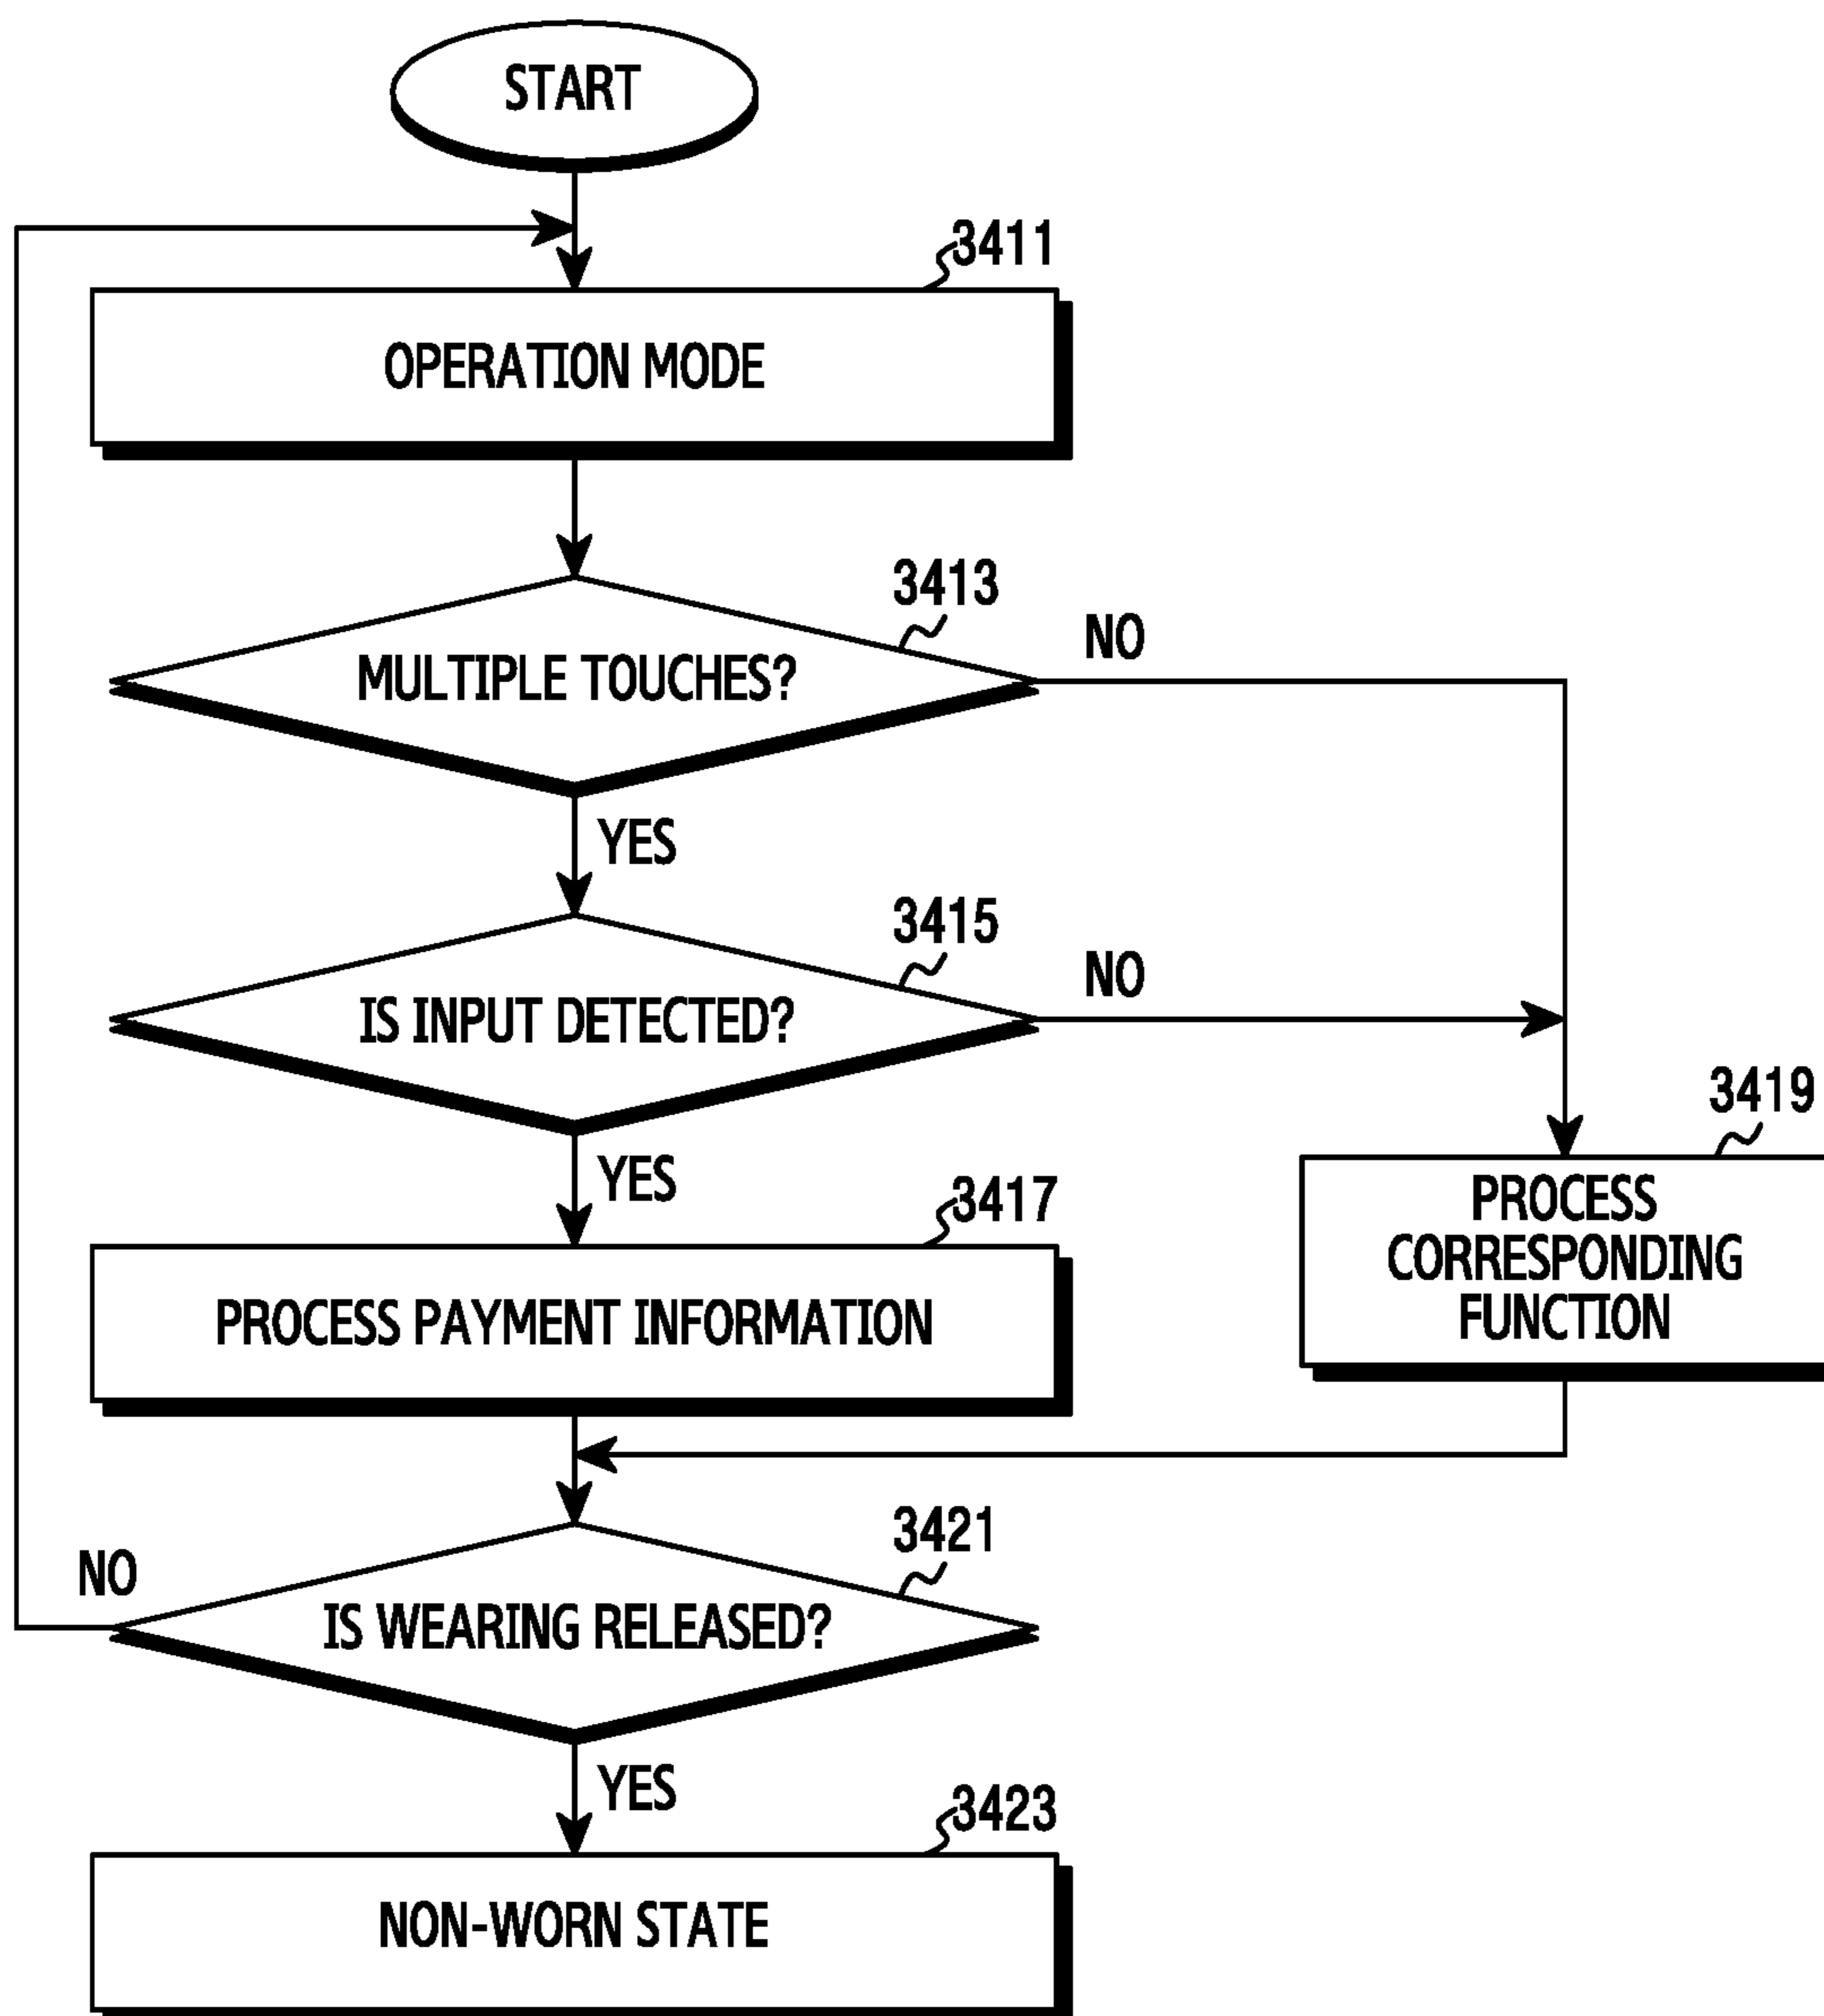 START
3411
OPERATION MODE
3413
MULTIPLE TOUCHES?
NO
YES
3415
IS INPUT DETECTED?
NO
YES
3419
PROCESS
CORRESPONDING
FUNCTION
3417
PROCESS PAYMENT INFORMATION
3421
NO
IS WEARING RELEASED?
YES
3423
NON-WORN STATE